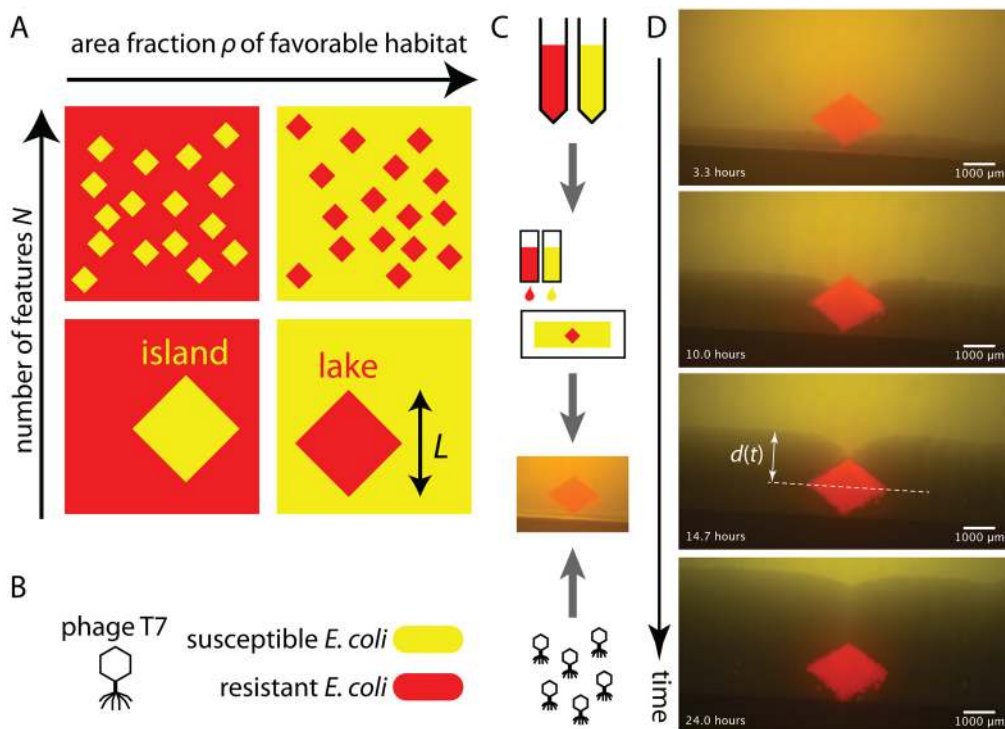 A
area fraction ρ of favorable habitat
number of features N
island
lake
L
B
phage T7
susceptible E. coli
resistant E. coli
C
time
D
3.3 hours
1000 µm
10.0 hours
1000 µm
d(t)
14.7 hours
1000 µm
24.0 hours
1000 µm